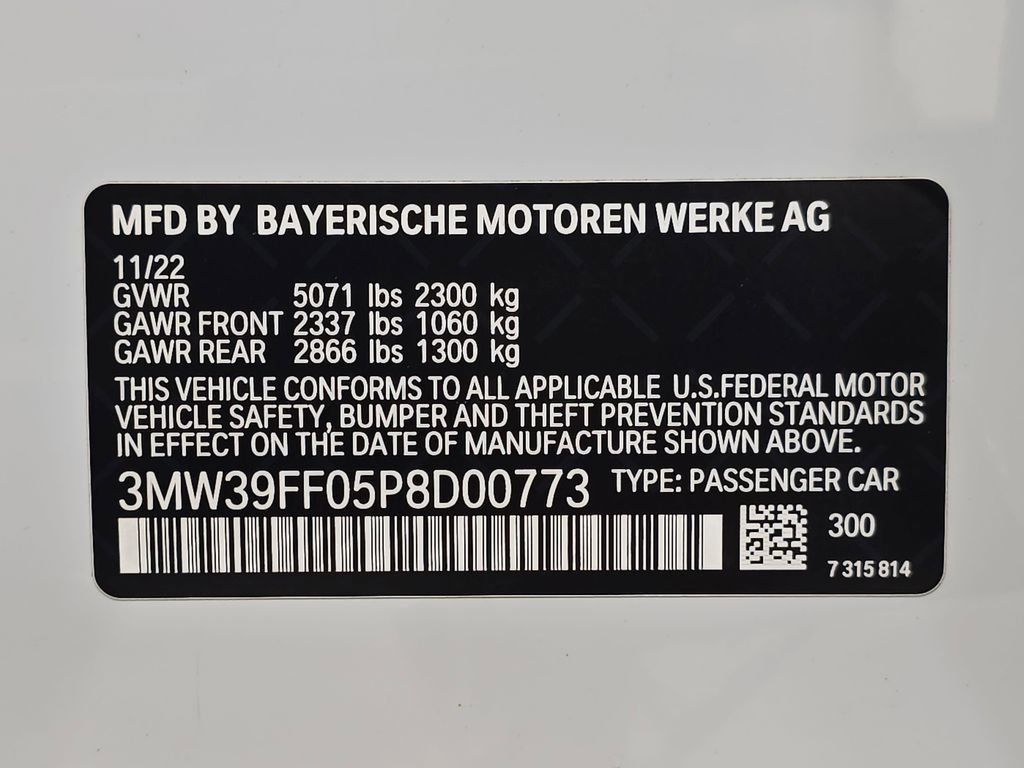 MFD BY BAYERISCHE MOTOREN WERKE AG
11/22
GVWR 5071 lbs 2300 kg
GAWR FRONT 2337 lbs 1060 kg
GAWR REAR 2866 lbs 1300 kg
THIS VEHICLE CONFORMS TO ALL APPLICABLE U.S.FEDERAL MOTOR
VEHICLE SAFETY, BUMPER AND THEFT PREVENTION STANDARDS
IN EFFECT ON THE DATE OF MANUFACTURE SHOWN ABOVE.
3MW39FF05P8D00773 TYPE: PASSENGER CAR
300
7 315 814